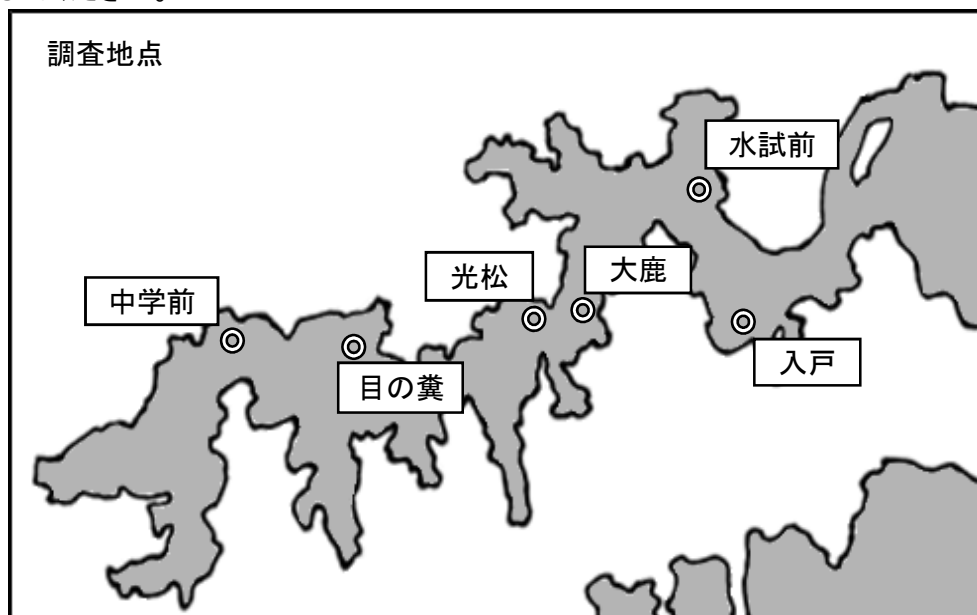 調査地点
水試前
光松
大鹿
中学前
目の糞
入戸